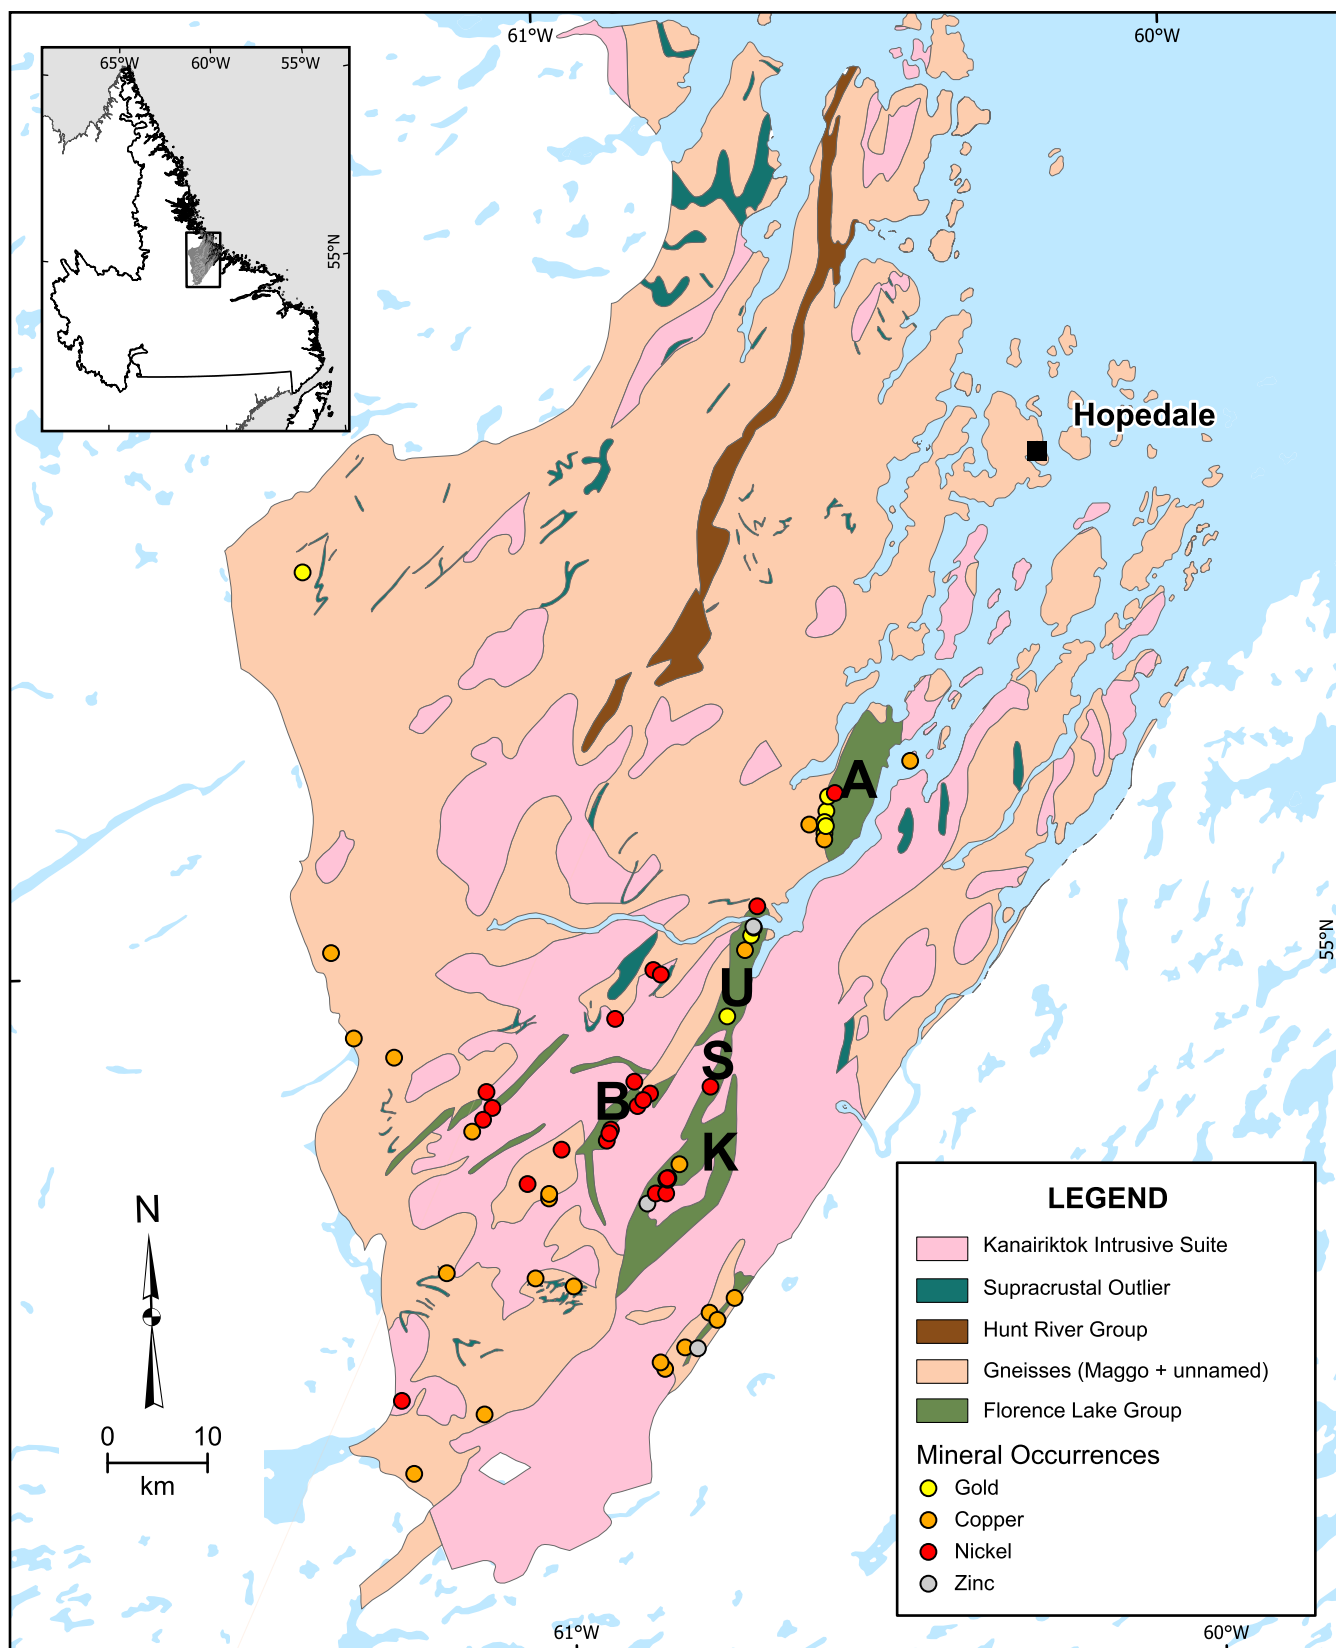 61°W
60°W
65°W
60°W
55°W
55°N
Hopedale
A
U
S
B
K
55°N
N
0
10
km
LEGEND
Kanairiktok Intrusive Suite
Supracrustal Outlier
Hunt River Group
Gneisses (Maggo + unnamed)
Florence Lake Group
Mineral Occurrences
Gold
Copper
Nickel
Zinc
61°W
60°W